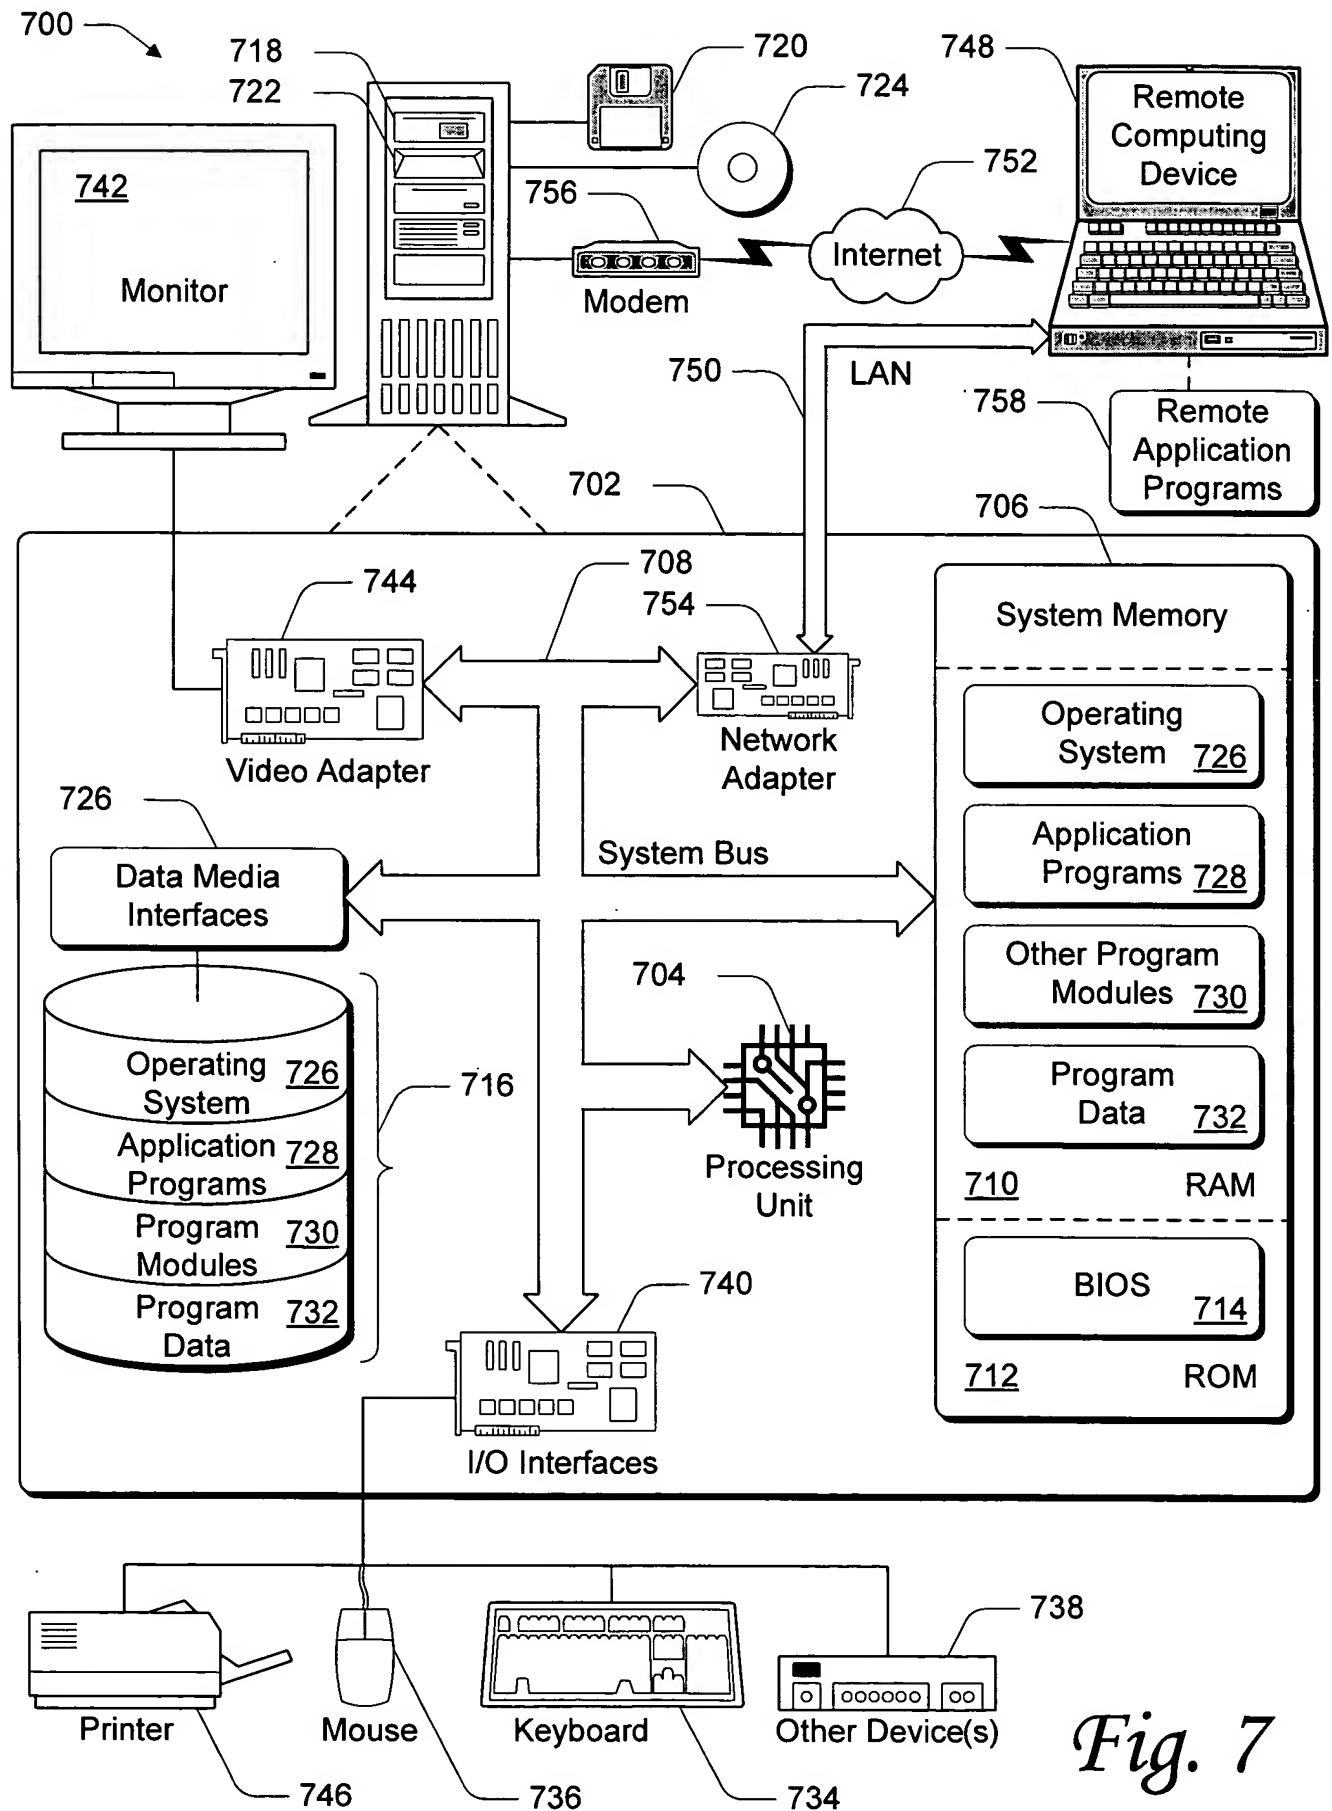 700
718
722
720
724
748
Remote
Computing
Device
742
Monitor
756
Modem
752
Internet
750
LAN
758
Remote
Application
Programs
702
706
708
744
754
System Memory
Video Adapter
Network
Adapter
Operating
System 726
726
Data Media
Interfaces
System Bus
Application
Programs 728
Other Program
Modules 730
704
Processing
Unit
Program
Data 732
710 RAM
Operating
System 726
Application
Programs 728
Program
Modules 730
Program
Data 732
716
740
I/O Interfaces
BIOS 714
712 ROM
Printer
746
Mouse
736
Keyboard
734
738
Other Device(s)
Fig. 7